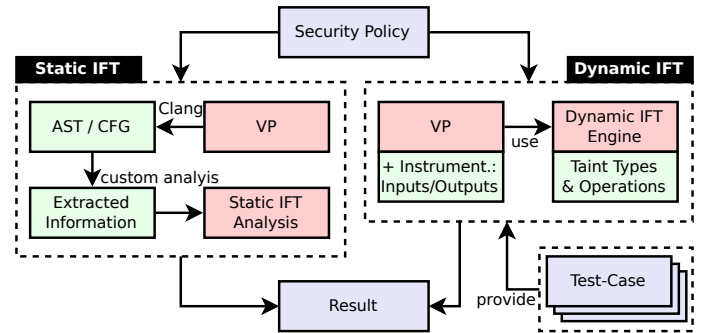 Security Policy
Static IFT
Dynamic IFT
AST / CFG
Clang
VP
custom analyis
Extracted
Information
Static IFT
Analysis
VP
+ Instrument.:
Inputs/Outputs
use
Dynamic IFT
Engine
Taint Types
& Operations
Result
provide
Test-Case